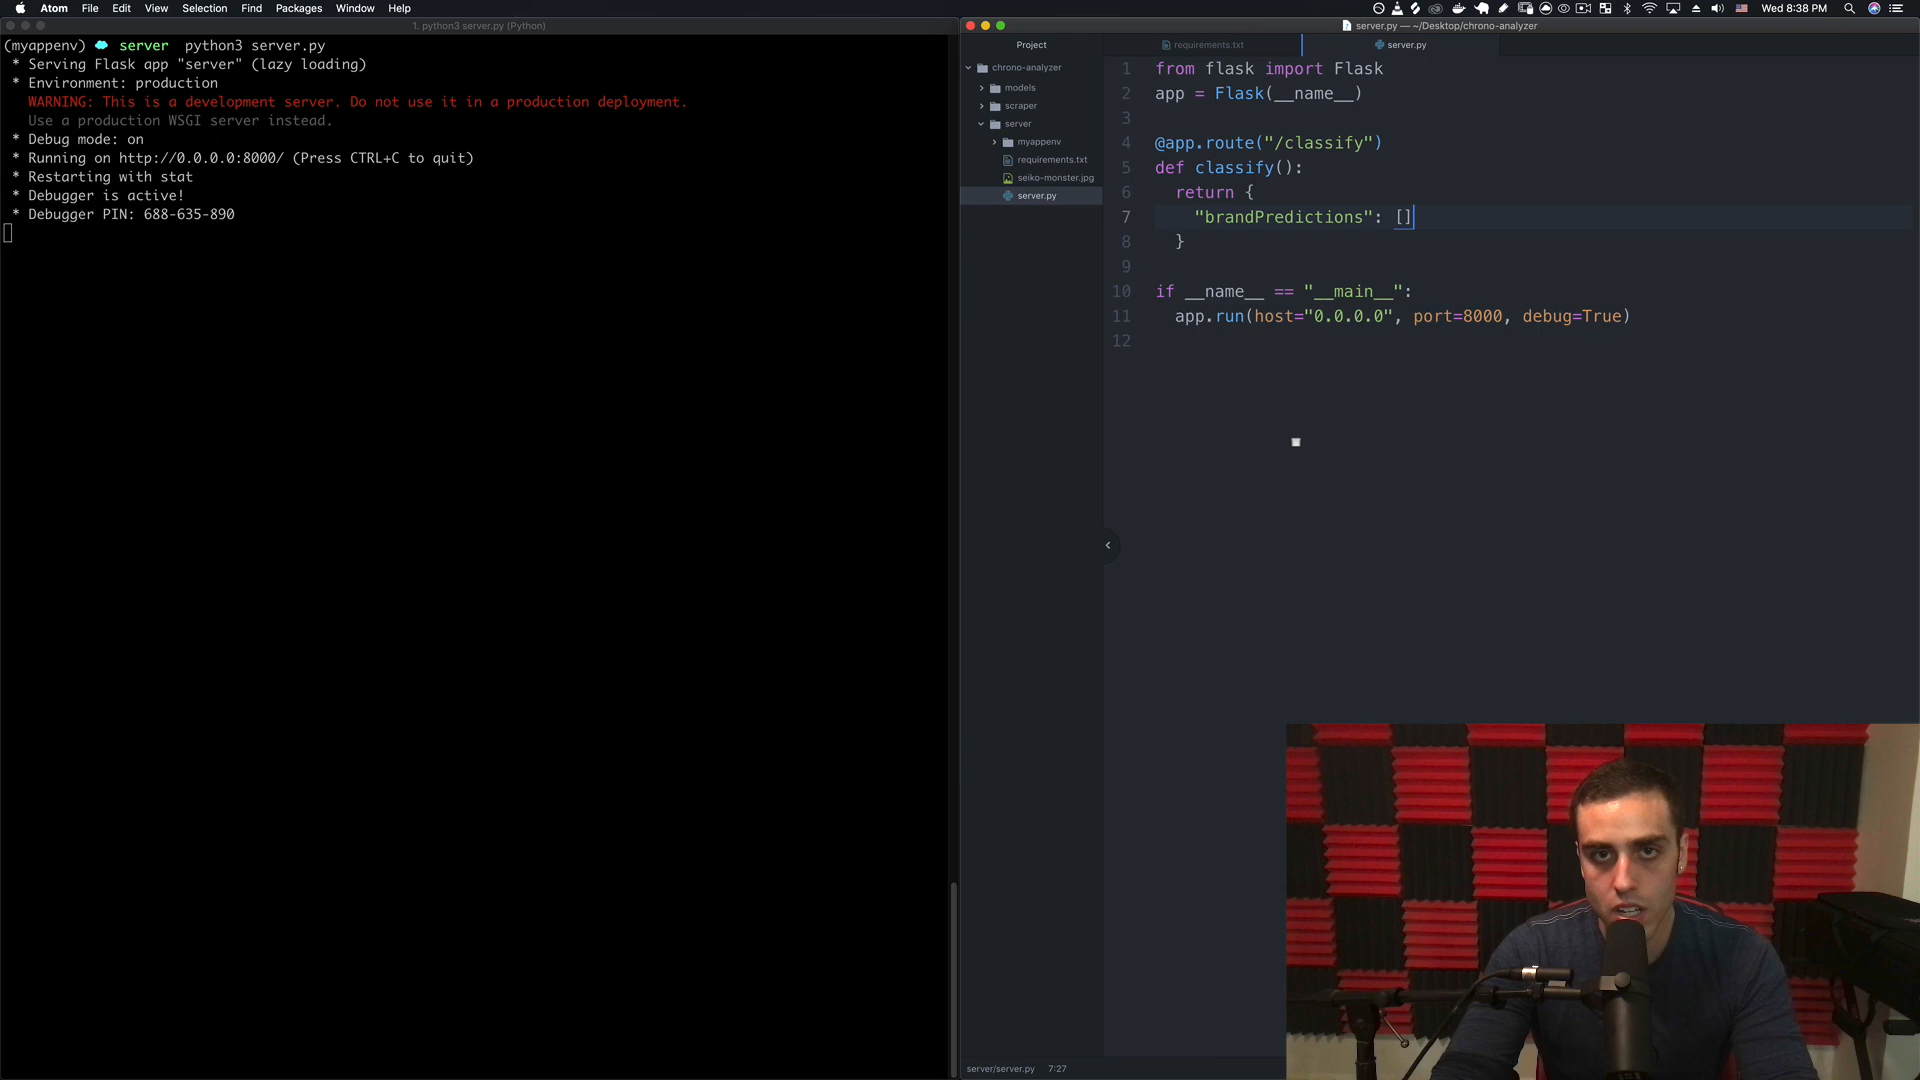 Atom File Edit View Selection Find Packages Window Help
Wed 8:38 PM
1. python3 server.py (Python)
(myappenv) server python3 server.py
* Serving Flask app "server" (lazy loading)
* Environment: production
WARNING: This is a development server. Do not use it in a production deployment.
Use a production WSGI server instead.
* Debug mode: on
* Running on http://0.0.0.0:8000/ (Press CTRL+C to quit)
* Restarting with stat
* Debugger is active!
* Debugger PIN: 688-635-890
server.py — ~/Desktop/chrono-analyzer
Project
chrono-analyzer
models
scraper
server
myappenv
requirements.txt
seiko-monster.jpg
server.py
requirements.txt
server.py
1 from flask import Flask
2 app = Flask(__name__)
3
4 @app.route("/classify")
5 def classify():
6 return {
7 "brandPredictions": []
8 }
9
10 if __name__ == "__main__":
11 app.run(host="0.0.0.0", port=8000, debug=True)
12
server/server.py 7:27